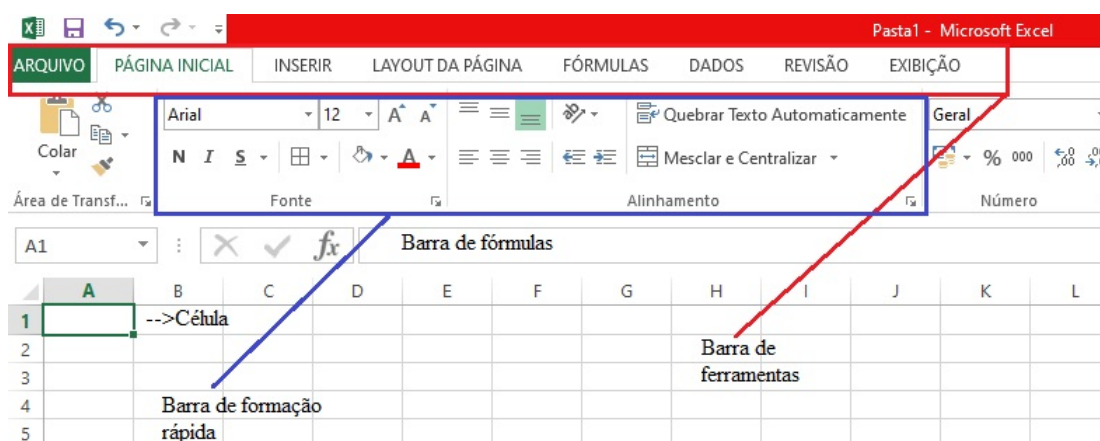 Pasta1 - Microsoft Excel
ARQUIVO PÁGINA INICIAL INSERIR LAYOUT DA PÁGINA FÓRMULAS DADOS REVISÃO EXIBIÇÃO
Arial 12 A A Quebrar Texto Automaticamente Geral
Colar N I S A Mesclar e Centralizar % 000
Área de Transf... Fonte Alinhamento Número
A1 fx Barra de fórmulas
A B C D E F G H I J K L
1 -->Célula
2 Barra de
3 ferramentas
4 Barra de formação
5 rápida